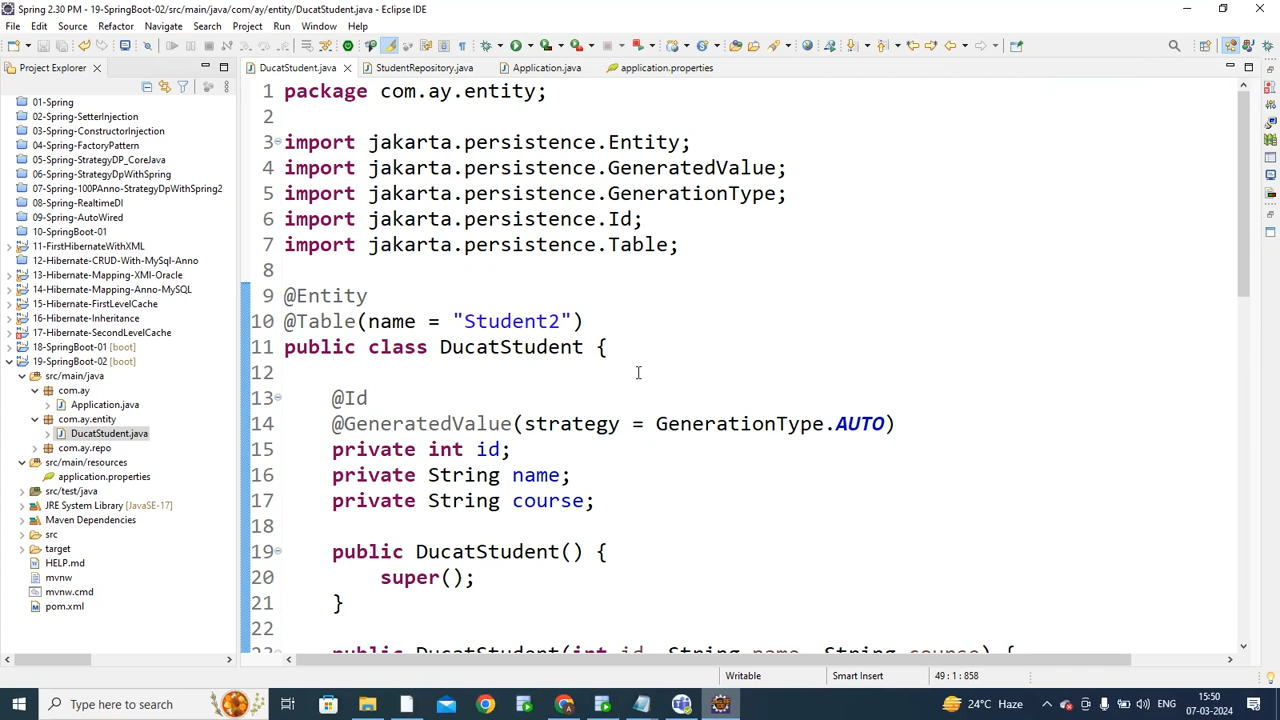 Spring 2.30 PM - 19-SpringBoot-02/src/main/java/com/ay/entity/DucatStudent.java - Eclipse IDE
File Edit Source Refactor Navigate Search Project Run Window Help
Project Explorer
DucatStudent.java StudentRepository.java Application.java application.properties
01-Spring
02-Spring-SetterInjection
03-Spring-ConstructorInjection
04-Spring-FactoryPattern
05-Spring-StrategyDP_CoreJava
06-Spring-StrategyDpWithSpring
07-Spring-100PAnno-StrategyDpWithSpring2
08-Spring-RealtimeDI
09-Spring-AutoWired
10-SpringBoot-01
11-FirstHibernateWithXML
12-Hibernate-CRUD-With-MySql-Anno
13-Hibernate-Mapping-XMl-Oracle
14-Hibernate-Mapping-Anno-MySQL
15-Hibernate-FirstLevelCache
16-Hibernate-Inheritance
17-Hibernate-SecondLevelCache
18-SpringBoot-01 [boot]
19-SpringBoot-02 [boot]
src/main/java
com.ay
Application.java
com.ay.entity
DucatStudent.java
com.ay.repo
src/main/resources
application.properties
src/test/java
JRE System Library [JavaSE-17]
Maven Dependencies
src
target
HELP.md
mvnw
mvnw.cmd
pom.xml
1 package com.ay.entity;
2
3 import jakarta.persistence.Entity;
4 import jakarta.persistence.GeneratedValue;
5 import jakarta.persistence.GenerationType;
6 import jakarta.persistence.Id;
7 import jakarta.persistence.Table;
8
9 @Entity
10 @Table(name = "Student2")
11 public class DucatStudent {
12
13 @Id
14 @GeneratedValue(strategy = GenerationType.AUTO)
15 private int id;
16 private String name;
17 private String course;
18
19 public DucatStudent() {
20 super();
21 }
22
23 public DucatStudent(int id, String name, String course) {
Writable Smart Insert 49 : 1 : 858
Type here to search
24°C Haze
ENG
15:50
07-03-2024